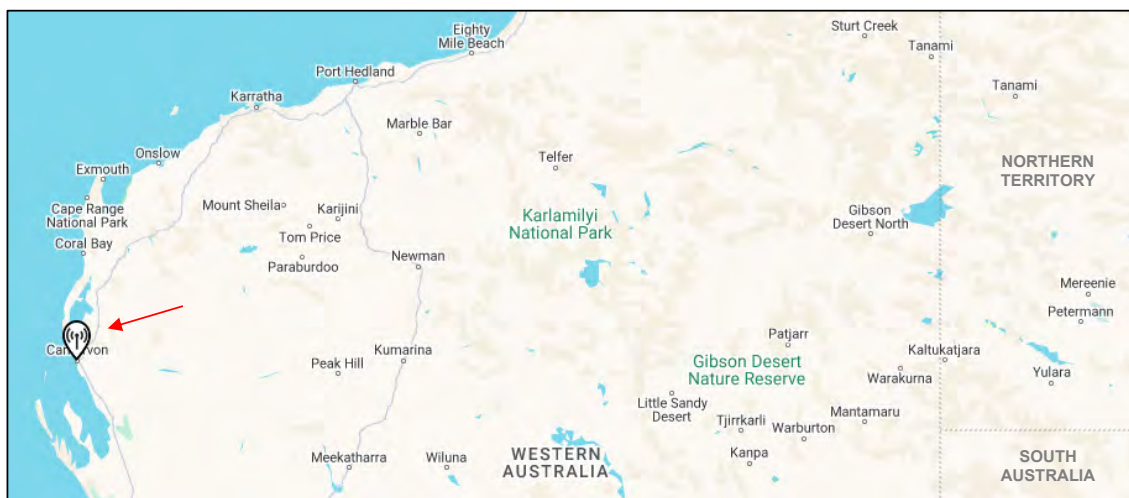 Sturt Creek
Eighty
Mile Beach
Tanami
Port Hedland
Tanami
Karratha
Marble Bar
Onslow
Telfer
Exmouth
NORTHERN
TERRITORY
Cape Range
National Park
Mount Sheila
Karijini
Karlamilyi
National Park
Gibson
Desert North
Tom Price
Coral Bay
Newman
Paraburdoo
Mereenie
Petermann
Patjarr
Peak Hill
Kumarina
Gibson Desert
Nature Reserve
Kaltukatjara
Warakurna
Yulara
Little Sandy
Desert
Mantamaru
Tjirrkarli
Warburton
Kanpa
Meekatharra
Wiluna
WESTERN
AUSTRALIA
SOUTH
AUSTRALIA